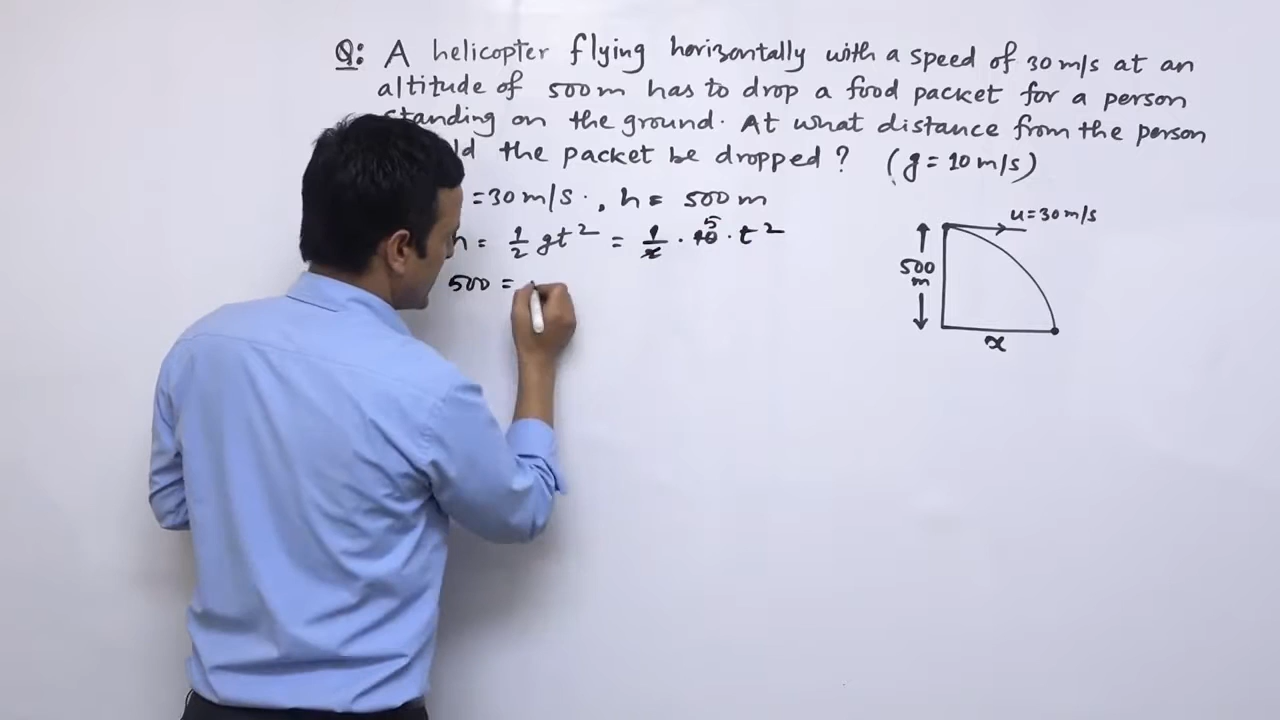 Q: A helicopter flying horizontally with a speed of 30 m/s at an
altitude of 500 m has to drop a food packet for a person
standing on the ground. At what distance from the person
ld the packet be dropped ? (g = 10 m/s)
= 30 m/s . , h = 500 m
h = 1/2 gt² = 1/2 · 10 5 · t²
500 =
u = 30 m/s
500
m
x